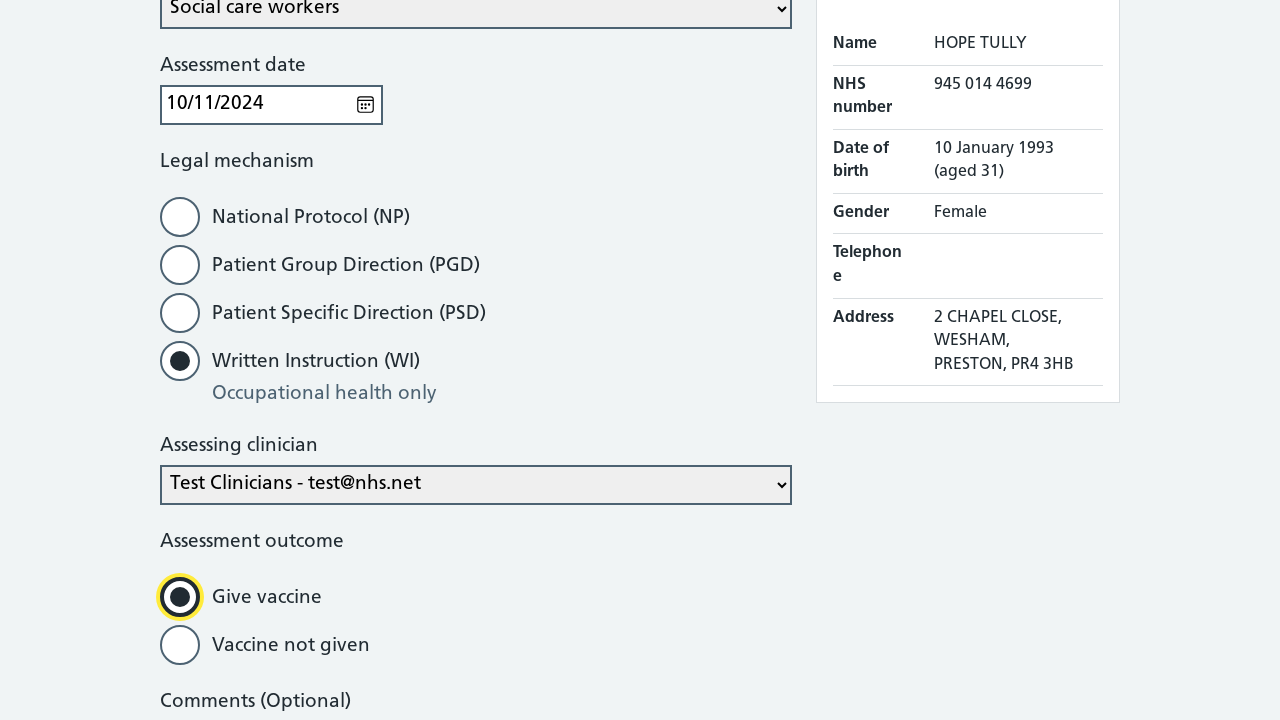 Social care workers
Assessment date
10/11/2024
Legal mechanism
National Protocol (NP)
Patient Group Direction (PGD)
Patient Specific Direction (PSD)
Written Instruction (WI)
Occupational health only
Assessing clinician
Test Clinicians - test@nhs.net
Assessment outcome
Give vaccine
Vaccine not given
Comments (Optional)
Name HOPE TULLY
NHS number 945 014 4699
Date of birth 10 January 1993 (aged 31)
Gender Female
Telephone
Address 2 CHAPEL CLOSE,
WESHAM,
PRESTON, PR4 3HB